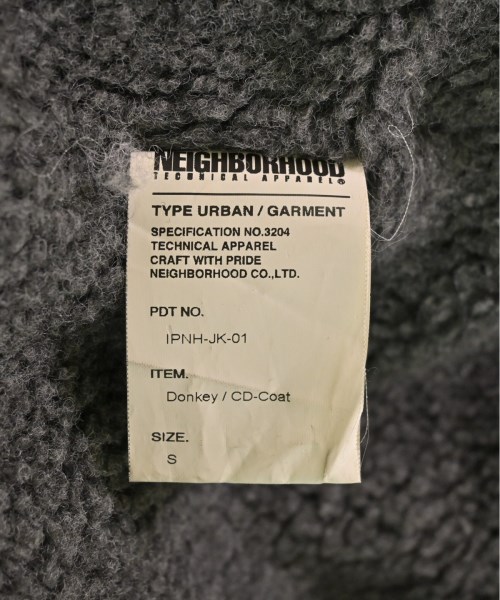 NEIGHBORHOOD
TECHNICAL APPAREL®
TYPE URBAN / GARMENT
SPECIFICATION NO.3204
TECHNICAL APPAREL
CRAFT WITH PRIDE
NEIGHBORHOOD CO.,LTD.
PDT NO.
IPNH-JK-01
ITEM.
Donkey / CD-Coat
SIZE.
S